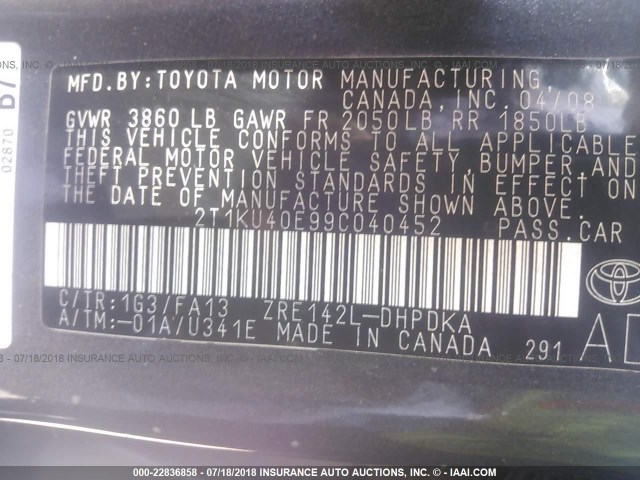 MFD.BY:TOYOTA MOTOR MANUFACTURING,
CANADA,INC. 04/08
GVWR 3860 LB GAWR FR 2050LB RR 1850LB
THIS VEHICLE CONFORMS TO ALL APPLICABLE
FEDERAL MOTOR VEHICLE SAFETY,BUMPER,AND
THEFT PREVENTION STANDARDS IN EFFECT ON
THE DATE OF MANUFACTURE SHOWN ABOVE.
2T1KU40E99C040452 PASS.CAR
C/TR:1G3/FA13 ZRE142L-DHPDKA
A/TM:-01A/U341E MADE IN CANADA 291
02870
B7
000-22836858 - 07/18/2018 - INSURANCE AUTO AUCTIONS, INC. - © - IAAI.COM